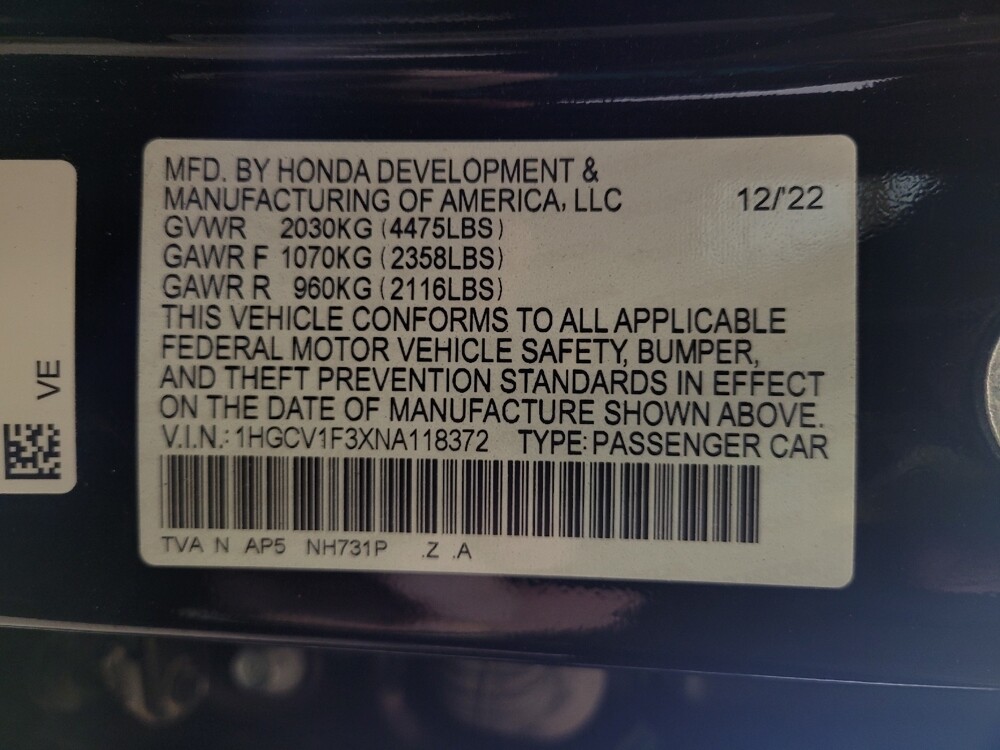 MFD. BY HONDA DEVELOPMENT &
MANUFACTURING OF AMERICA, LLC 12/'22
GVWR 2030KG (4475LBS)
GAWR F 1070KG (2358LBS)
GAWR R 960KG (2116LBS)
THIS VEHICLE CONFORMS TO ALL APPLICABLE
FEDERAL MOTOR VEHICLE SAFETY, BUMPER,
AND THEFT PREVENTION STANDARDS IN EFFECT
ON THE DATE OF MANUFACTURE SHOWN ABOVE.
V.I.N.: 1HGCV1F3XNA118372 TYPE: PASSENGER CAR
TVA N AP5 NH731P .Z .A
VE